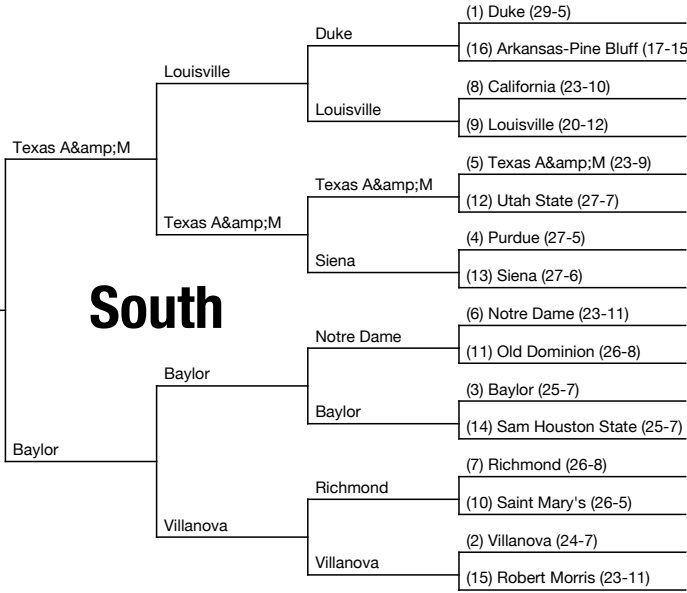 (1) Duke (29-5)
Duke
(16) Arkansas-Pine Bluff (17-15
Louisville
(8) California (23-10)
Louisville
(9) Louisville (20-12)
Texas A&amp;M
(5) Texas A&amp;M (23-9)
Texas A&amp;M
(12) Utah State (27-7)
Texas A&amp;M
(4) Purdue (27-5)
Siena
(13) Siena (27-6)
South
(6) Notre Dame (23-11)
Notre Dame
(11) Old Dominion (26-8)
Baylor
(3) Baylor (25-7)
Baylor
(14) Sam Houston State (25-7)
Baylor
(7) Richmond (26-8)
Richmond
(10) Saint Mary's (26-5)
Villanova
(2) Villanova (24-7)
Villanova
(15) Robert Morris (23-11)